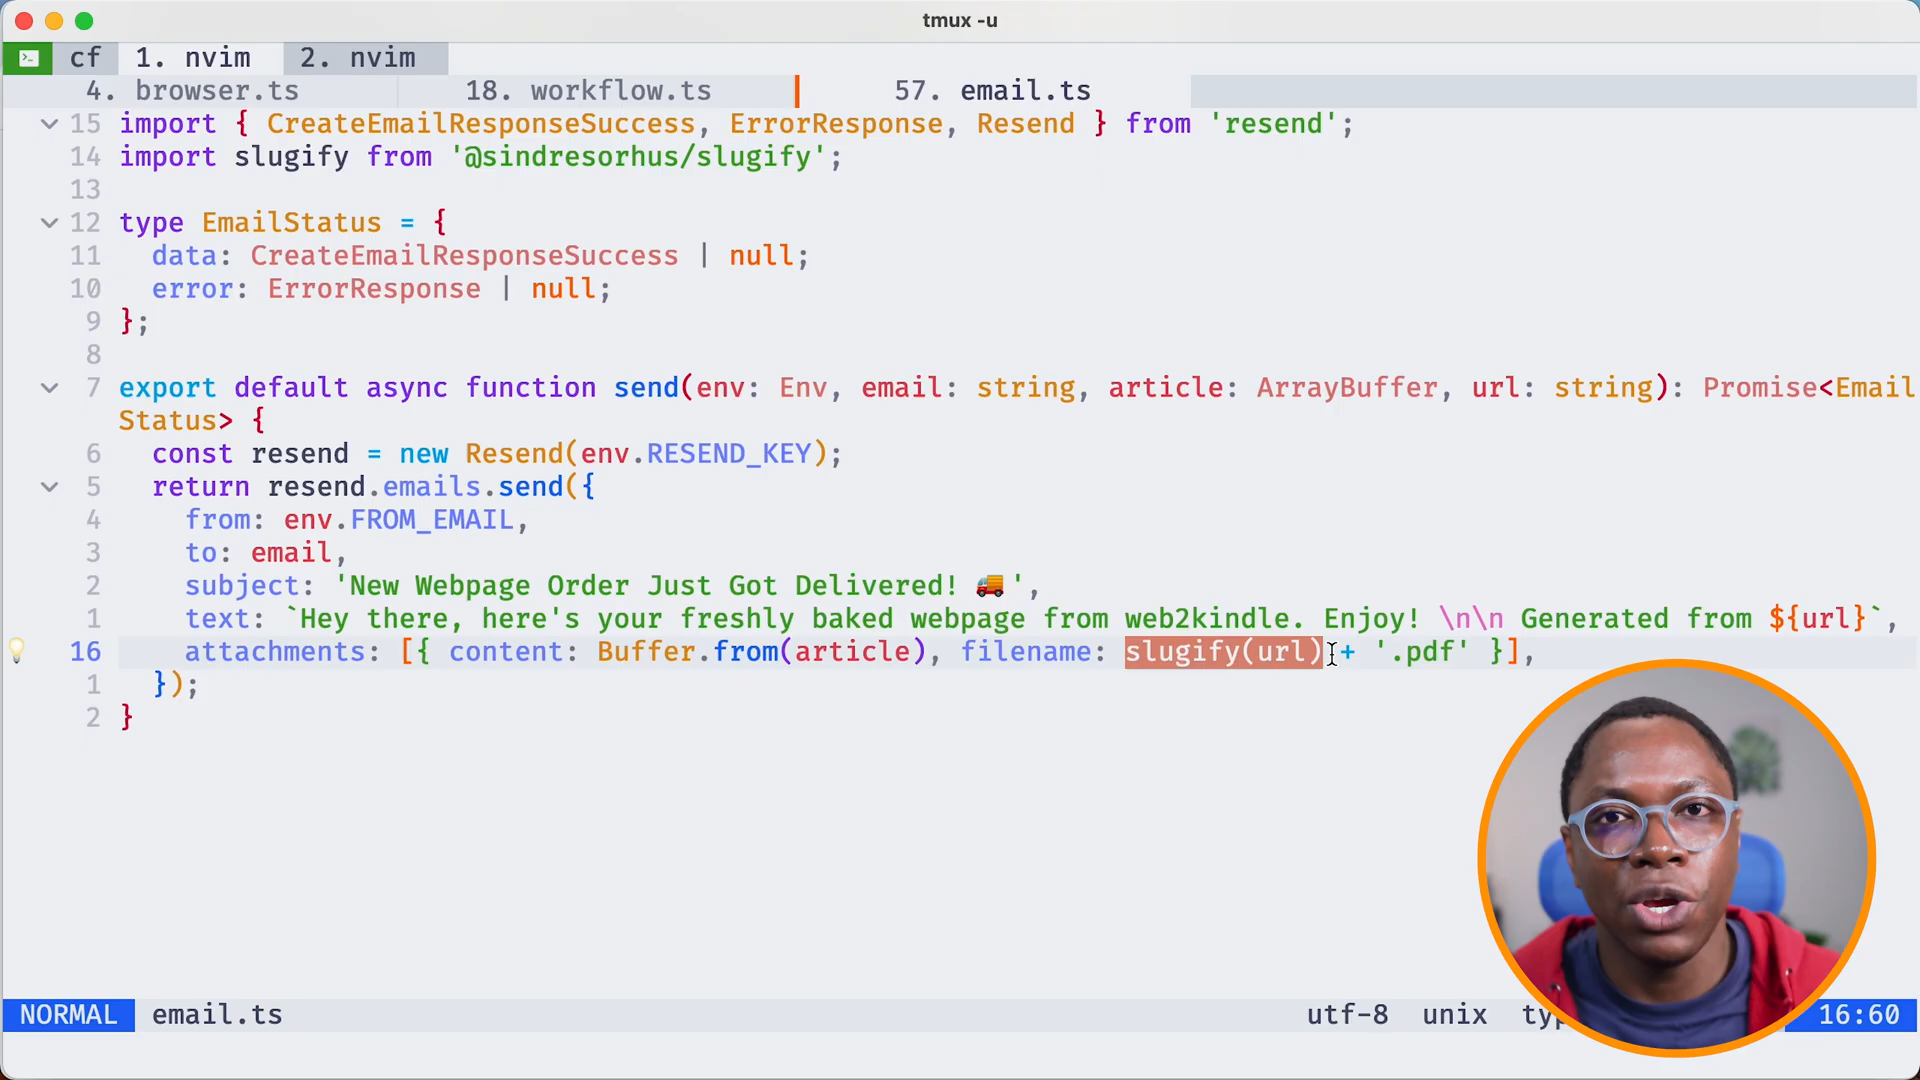 tmux -u
cf 1. nvim 2. nvim
4. browser.ts 18. workflow.ts 57. email.ts
15 import { CreateEmailResponseSuccess, ErrorResponse, Resend } from 'resend';
14 import slugify from '@sindresorhus/slugify';
13
12 type EmailStatus = {
11 data: CreateEmailResponseSuccess | null;
10 error: ErrorResponse | null;
9 };
8
7 export default async function send(env: Env, email: string, article: ArrayBuffer, url: string): Promise<Email
Status> {
6 const resend = new Resend(env.RESEND_KEY);
5 return resend.emails.send({
4 from: env.FROM_EMAIL,
3 to: email,
2 subject: 'New Webpage Order Just Got Delivered! 🚚 ',
1 text: `Hey there, here's your freshly baked webpage from web2kindle. Enjoy! \n\n Generated from ${url}`,
16 attachments: [{ content: Buffer.from(article), filename: slugify(url) + '.pdf' }],
1 });
2 }
NORMAL email.ts utf-8 unix 16:60